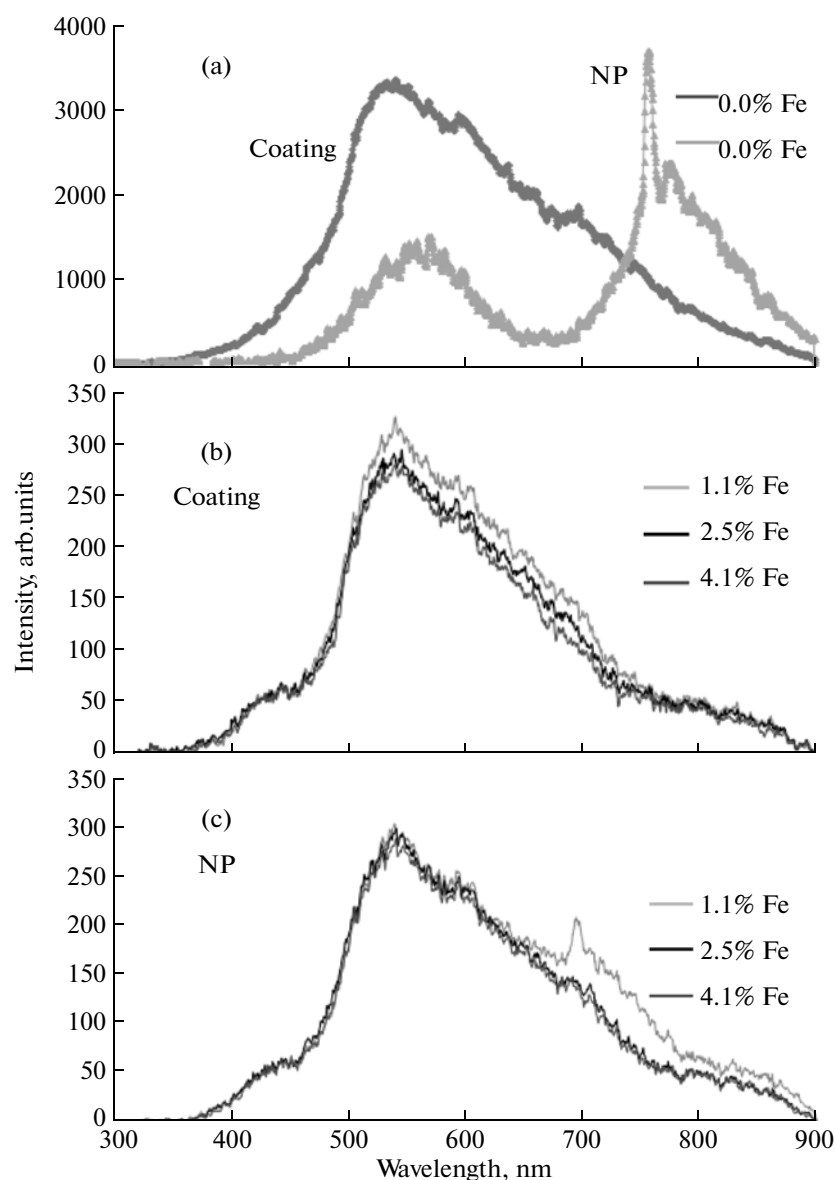 4000
3000
2000
1000
0
(a)
Coating
NP
0.0% Fe
0.0% Fe
350
300
250
200
150
100
50
0
(b)
Coating
1.1% Fe
2.5% Fe
4.1% Fe
Intensity, arb.units
350
300
250
200
150
100
50
0
(c)
NP
1.1% Fe
2.5% Fe
4.1% Fe
300 400 500 600 700 800 900
Wavelength, nm